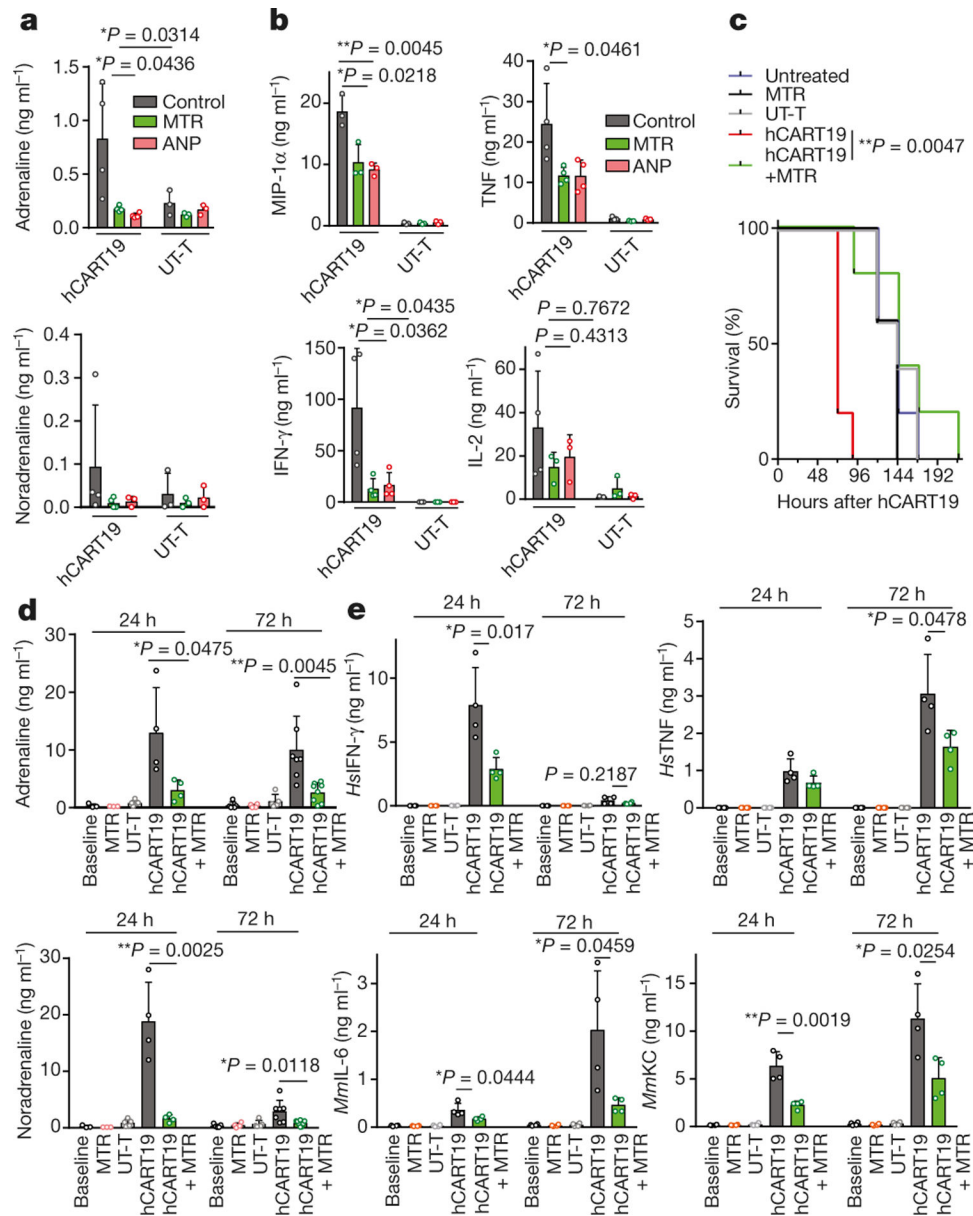 a
*P = 0.0314
*P = 0.0436
Adrenaline (ng ml⁻¹)
1.5
1.0
0.5
0.0
Control
MTR
ANP
hCART19
UT-T
Noradrenaline (ng ml⁻¹)
0.4
0.3
0.2
0.1
0.0
hCART19
UT-T
b
**P = 0.0045
*P = 0.0218
MIP-1α (ng ml⁻¹)
20
10
0
hCART19
UT-T
*P = 0.0461
TNF (ng ml⁻¹)
40
30
20
10
0
Control
MTR
ANP
hCART19
UT-T
*P = 0.0435
*P = 0.0362
IFN-γ (ng ml⁻¹)
150
100
50
0
hCART19
UT-T
P = 0.7672
P = 0.4313
IL-2 (ng ml⁻¹)
60
40
20
0
hCART19
UT-T
c
Untreated
MTR
UT-T
hCART19
hCART19
+MTR
**P = 0.0047
Survival (%)
100
50
0
0
48
96
144
192
Hours after hCART19
d
24 h
72 h
*P = 0.0475
**P = 0.0045
Adrenaline (ng ml⁻¹)
30
20
10
0
Baseline
MTR
UT-T
hCART19
hCART19
+ MTR
Baseline
MTR
UT-T
hCART19
hCART19
+ MTR
24 h
72 h
**P = 0.0025
*P = 0.0118
Noradrenaline (ng ml⁻¹)
30
20
10
0
Baseline
MTR
UT-T
hCART19
hCART19
+ MTR
Baseline
MTR
UT-T
hCART19
hCART19
+ MTR
e
24 h
72 h
*P = 0.017
P = 0.2187
HsIFN-γ (ng ml⁻¹)
10
5
0
Baseline
MTR
UT-T
hCART19
hCART19
+ MTR
Baseline
MTR
UT-T
hCART19
hCART19
+ MTR
24 h
72 h
*P = 0.0478
HsTNF (ng ml⁻¹)
5
4
3
2
1
0
Baseline
MTR
UT-T
hCART19
hCART19
+ MTR
Baseline
MTR
UT-T
hCART19
hCART19
+ MTR
24 h
72 h
*P = 0.0459
*P = 0.0444
MmIL-6 (ng ml⁻¹)
3
2
1
0
Baseline
MTR
UT-T
hCART19
hCART19
+ MTR
Baseline
MTR
UT-T
hCART19
hCART19
+ MTR
24 h
72 h
*P = 0.0254
**P = 0.0019
MmKC (ng ml⁻¹)
15
10
5
0
Baseline
MTR
UT-T
hCART19
hCART19
+ MTR
Baseline
MTR
UT-T
hCART19
hCART19
+ MTR